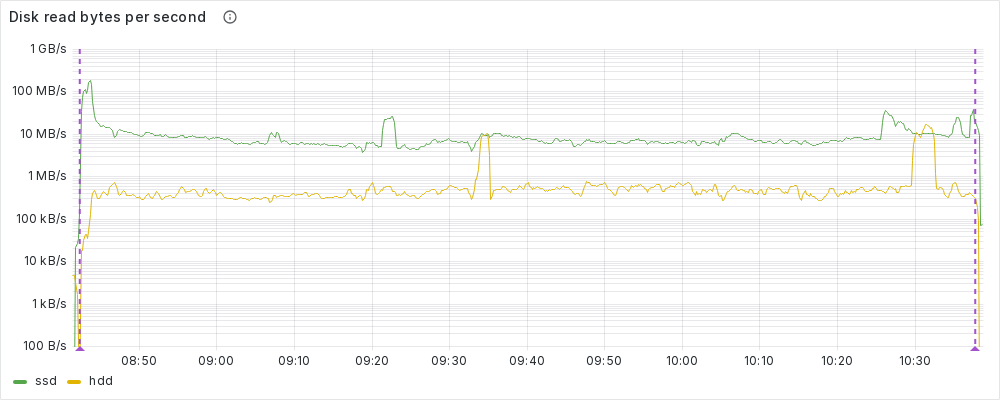 Disk read bytes per second
1 GB/s
100 MB/s
10 MB/s
1 MB/s
100 kB/s
10 kB/s
1 kB/s
100 B/s
08:50 09:00 09:10 09:20 09:30 09:40 09:50 10:00 10:10 10:20 10:30
ssd hdd